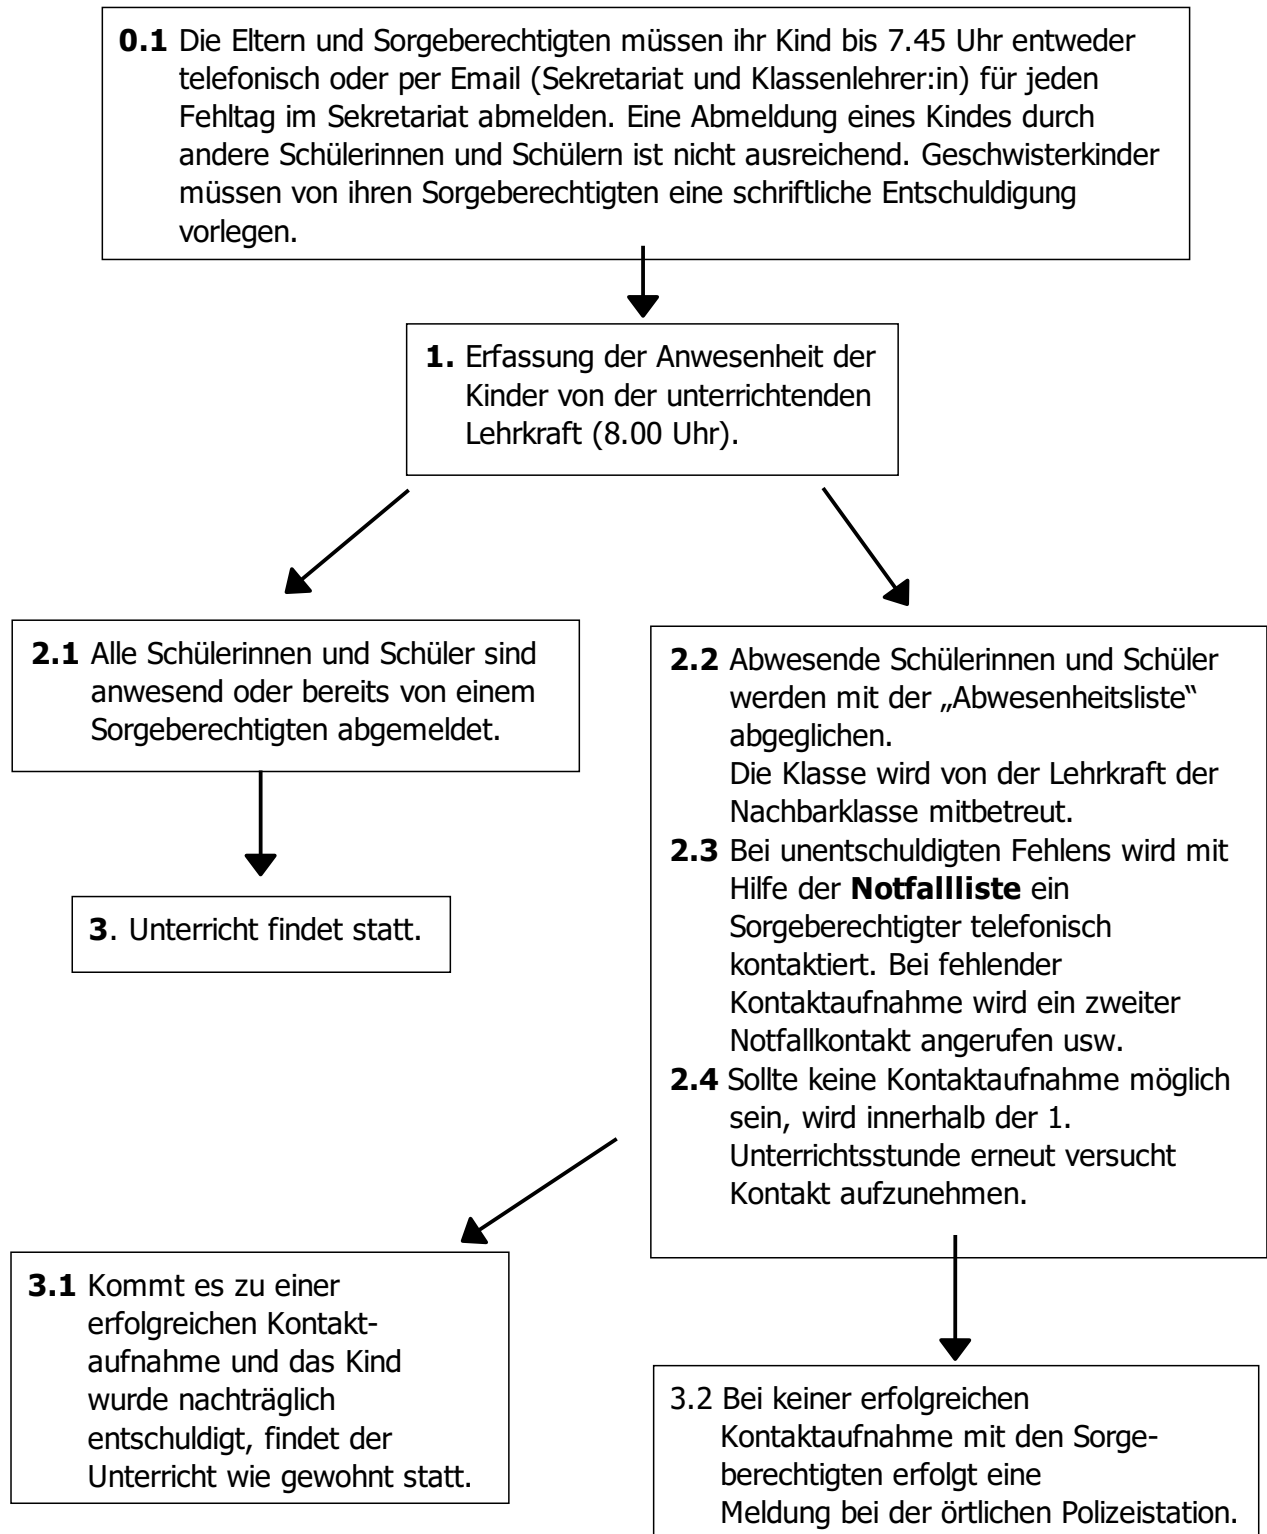 0.1 Die Eltern und Sorgeberechtigten müssen ihr Kind bis 7.45 Uhr entweder
telefonisch oder per Email (Sekretariat und Klassenlehrer:in) für jeden
Fehltag im Sekretariat abmelden. Eine Abmeldung eines Kindes durch
andere Schülerinnen und Schülern ist nicht ausreichend. Geschwisterkinder
müssen von ihren Sorgeberechtigten eine schriftliche Entschuldigung
vorlegen.
1. Erfassung der Anwesenheit der
Kinder von der unterrichtenden
Lehrkraft (8.00 Uhr).
2.1 Alle Schülerinnen und Schüler sind
anwesend oder bereits von einem
Sorgeberechtigten abgemeldet.
3. Unterricht findet statt.
2.2 Abwesende Schülerinnen und Schüler
werden mit der „Abwesenheitsliste“
abgeglichen.
Die Klasse wird von der Lehrkraft der
Nachbarklasse mitbetreut.
2.3 Bei unentschuldigten Fehlens wird mit
Hilfe der Notfallliste ein
Sorgeberechtigter telefonisch
kontaktiert. Bei fehlender
Kontaktaufnahme wird ein zweiter
Notfallkontakt angerufen usw.
2.4 Sollte keine Kontaktaufnahme möglich
sein, wird innerhalb der 1.
Unterrichtsstunde erneut versucht
Kontakt aufzunehmen.
3.1 Kommt es zu einer
erfolgreichen Kontakt-
aufnahme und das Kind
wurde nachträglich
entschuldigt, findet der
Unterricht wie gewohnt statt.
3.2 Bei keiner erfolgreichen
Kontaktaufnahme mit den Sorge-
berechtigten erfolgt eine
Meldung bei der örtlichen Polizeistation.